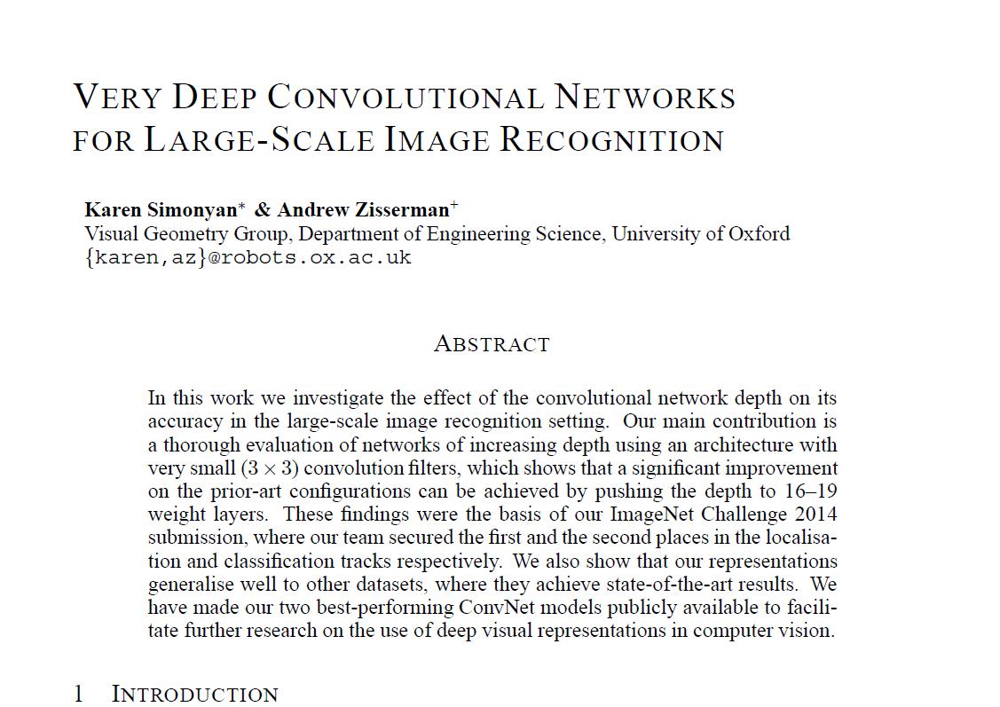 VERY DEEP CONVOLUTIONAL NETWORKS
FOR LARGE-SCALE IMAGE RECOGNITION
Karen Simonyan* & Andrew Zisserman+
Visual Geometry Group, Department of Engineering Science, University of Oxford
{karen,az}@robots.ox.ac.uk
ABSTRACT
In this work we investigate the effect of the convolutional network depth on its
accuracy in the large-scale image recognition setting. Our main contribution is
a thorough evaluation of networks of increasing depth using an architecture with
very small (3 × 3) convolution filters, which shows that a significant improvement
on the prior-art configurations can be achieved by pushing the depth to 16–19
weight layers. These findings were the basis of our ImageNet Challenge 2014
submission, where our team secured the first and the second places in the localisa-
tion and classification tracks respectively. We also show that our representations
generalise well to other datasets, where they achieve state-of-the-art results. We
have made our two best-performing ConvNet models publicly available to facili-
tate further research on the use of deep visual representations in computer vision.
1 INTRODUCTION